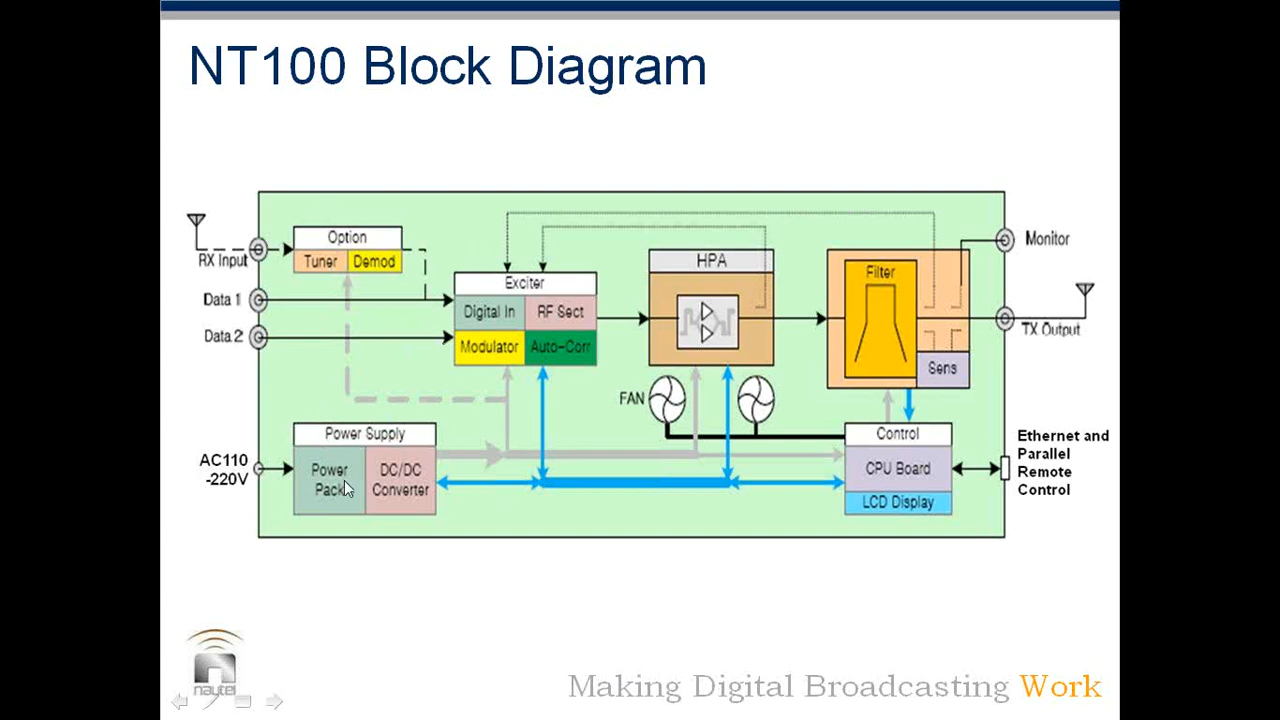 NT100 Block Diagram
RX Input
Option
Tuner
Demod
Data 1
Data 2
Exciter
Digital In
RF Sect
Modulator
Auto-Corr
HPA
FAN
Filter
Sens
Monitor
TX Output
AC110
-220V
Power Supply
Power
Pack
DC/DC
Converter
Control
CPU Board
LCD Display
Ethernet and
Parallel
Remote
Control
nautel
Making Digital Broadcasting Work